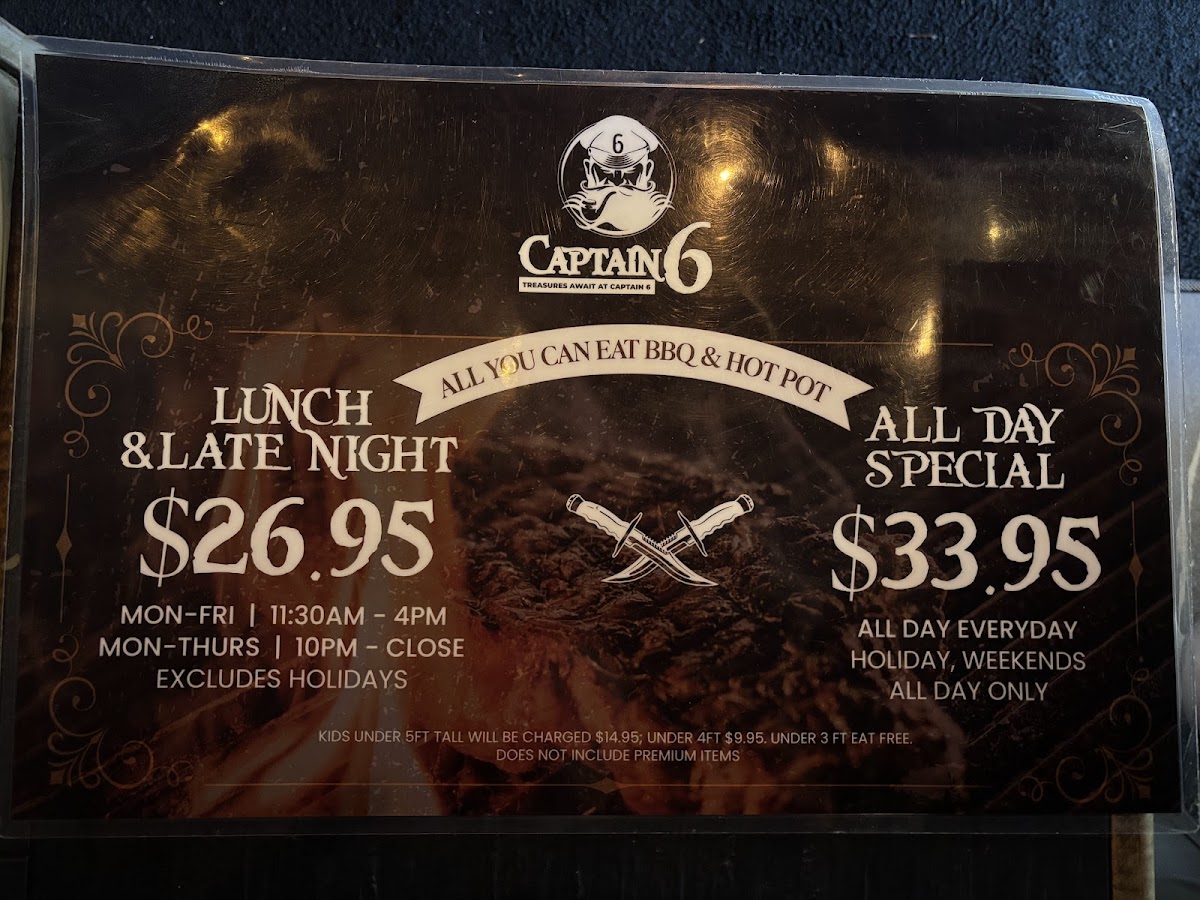 6
CAPTAIN 6
TREASURES AWAIT AT CAPTAIN 6
ALL YOU CAN EAT BBQ & HOT POT
LUNCH
& LATE NIGHT
$26.95
MON-FRI | 11:30AM - 4PM
MON-THURS | 10PM - CLOSE
EXCLUDES HOLIDAYS
ALL DAY
SPECIAL
$33.95
ALL DAY EVERYDAY
HOLIDAY, WEEKENDS
ALL DAY ONLY
KIDS UNDER 5FT TALL WILL BE CHARGED $14.95; UNDER 4FT $9.95. UNDER 3 FT EAT FREE.
DOES NOT INCLUDE PREMIUM ITEMS